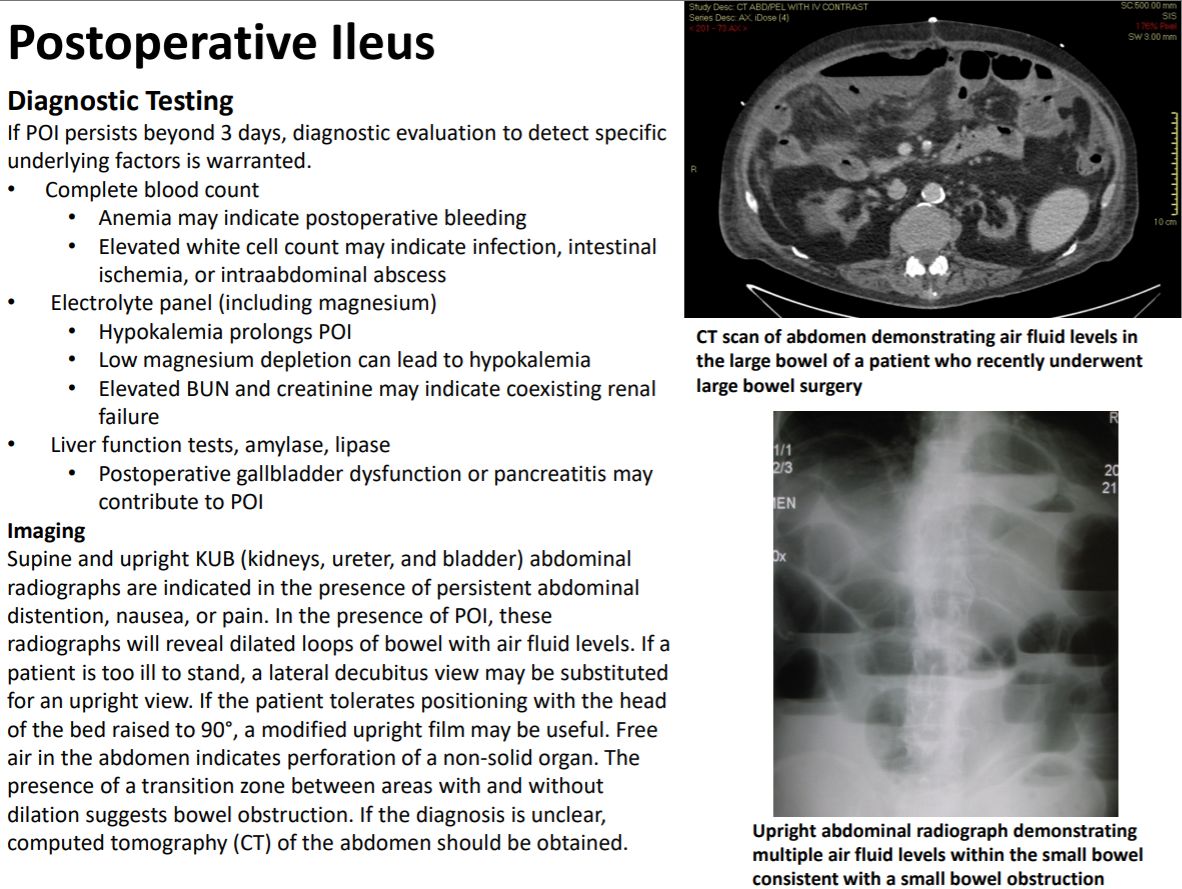 Postoperative Ileus
Diagnostic Testing
If POI persists beyond 3 days, diagnostic evaluation to detect specific
underlying factors is warranted.
• Complete blood count
• Anemia may indicate postoperative bleeding
• Elevated white cell count may indicate infection, intestinal
ischemia, or intraabdominal abscess
• Electrolyte panel (including magnesium)
• Hypokalemia prolongs POI
• Low magnesium depletion can lead to hypokalemia
• Elevated BUN and creatinine may indicate coexisting renal
failure
• Liver function tests, amylase, lipase
• Postoperative gallbladder dysfunction or pancreatitis may
contribute to POI
Imaging
Supine and upright KUB (kidneys, ureter, and bladder) abdominal
radiographs are indicated in the presence of persistent abdominal
distention, nausea, or pain. In the presence of POI, these
radiographs will reveal dilated loops of bowel with air fluid levels. If a
patient is too ill to stand, a lateral decubitus view may be substituted
for an upright view. If the patient tolerates positioning with the head
of the bed raised to 90°, a modified upright film may be useful. Free
air in the abdomen indicates perforation of a non-solid organ. The
presence of a transition zone between areas with and without
dilation suggests bowel obstruction. If the diagnosis is unclear,
computed tomography (CT) of the abdomen should be obtained.
Study Desc: CT ABD/PEL WITH IV CONTRAST
Series Desc: AX, iDose (4)
SC:500.00 mm
SIS
SW 3.00 mm
R
10 cm
CT scan of abdomen demonstrating air fluid levels in
the large bowel of a patient who recently underwent
large bowel surgery
R
1/1
2/3
20
21
MEN
0x
Upright abdominal radiograph demonstrating
multiple air fluid levels within the small bowel
consistent with a small bowel obstruction